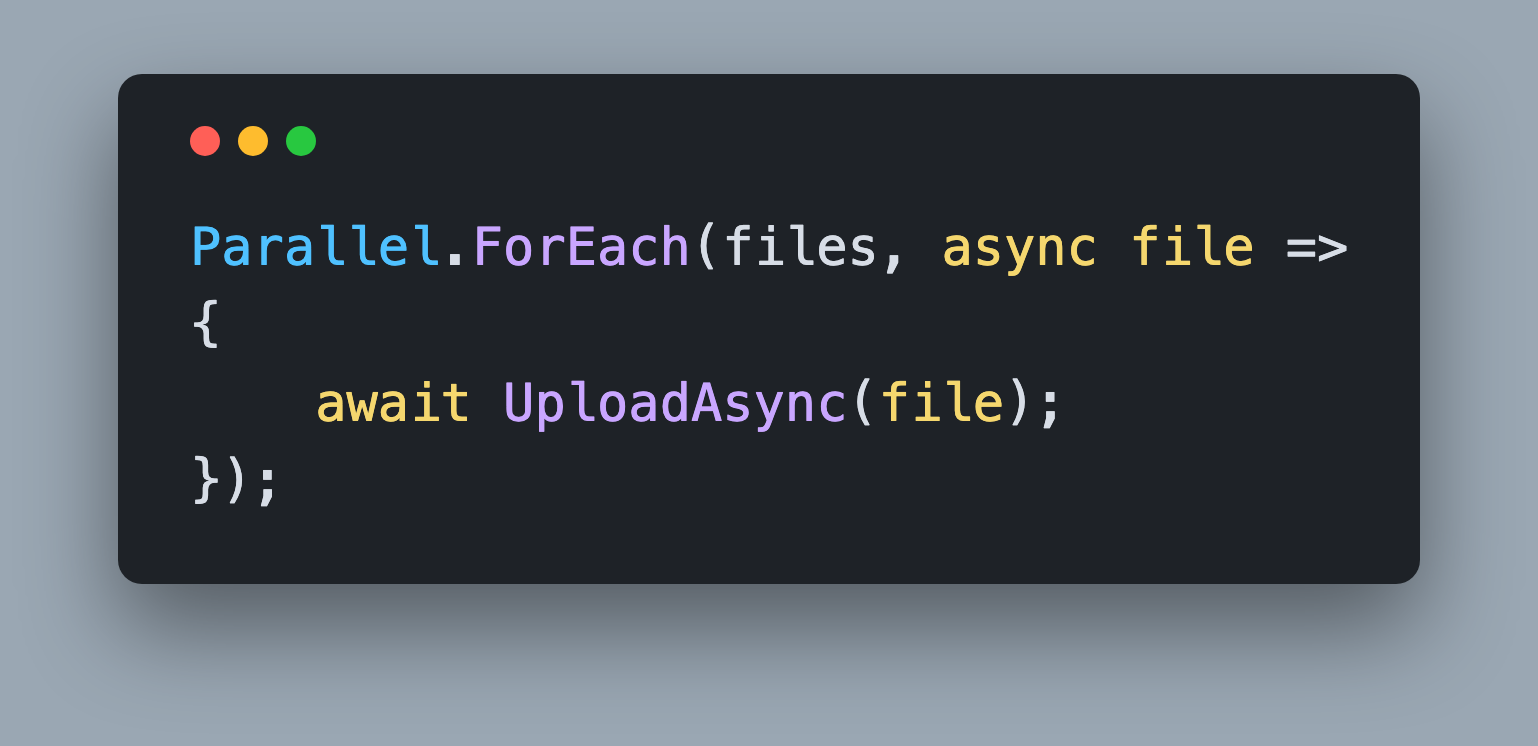 Parallel.ForEach(files, async file =>
{
    await UploadAsync(file);
});